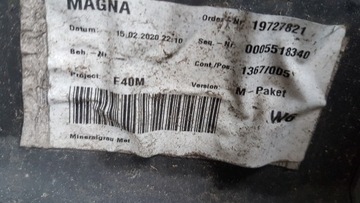 MAGNA
Order-Nr. 19727821
Datum 15.02.2020 22:10
Seq.-Nr. 0005518340
Beh.-Nr. —
Cont./Pos. 1367/005
Project F40M
Version: M-Paket
Mineralgrau Met
W6